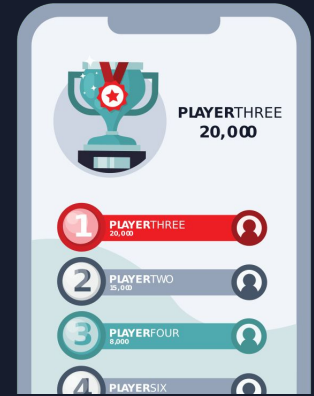 PLAYERTHREE
20,000
1
PLAYERTHREE
20,000
2
PLAYERTWO
15,000
3
PLAYERFOUR
8,000
4
PLAYERSIX